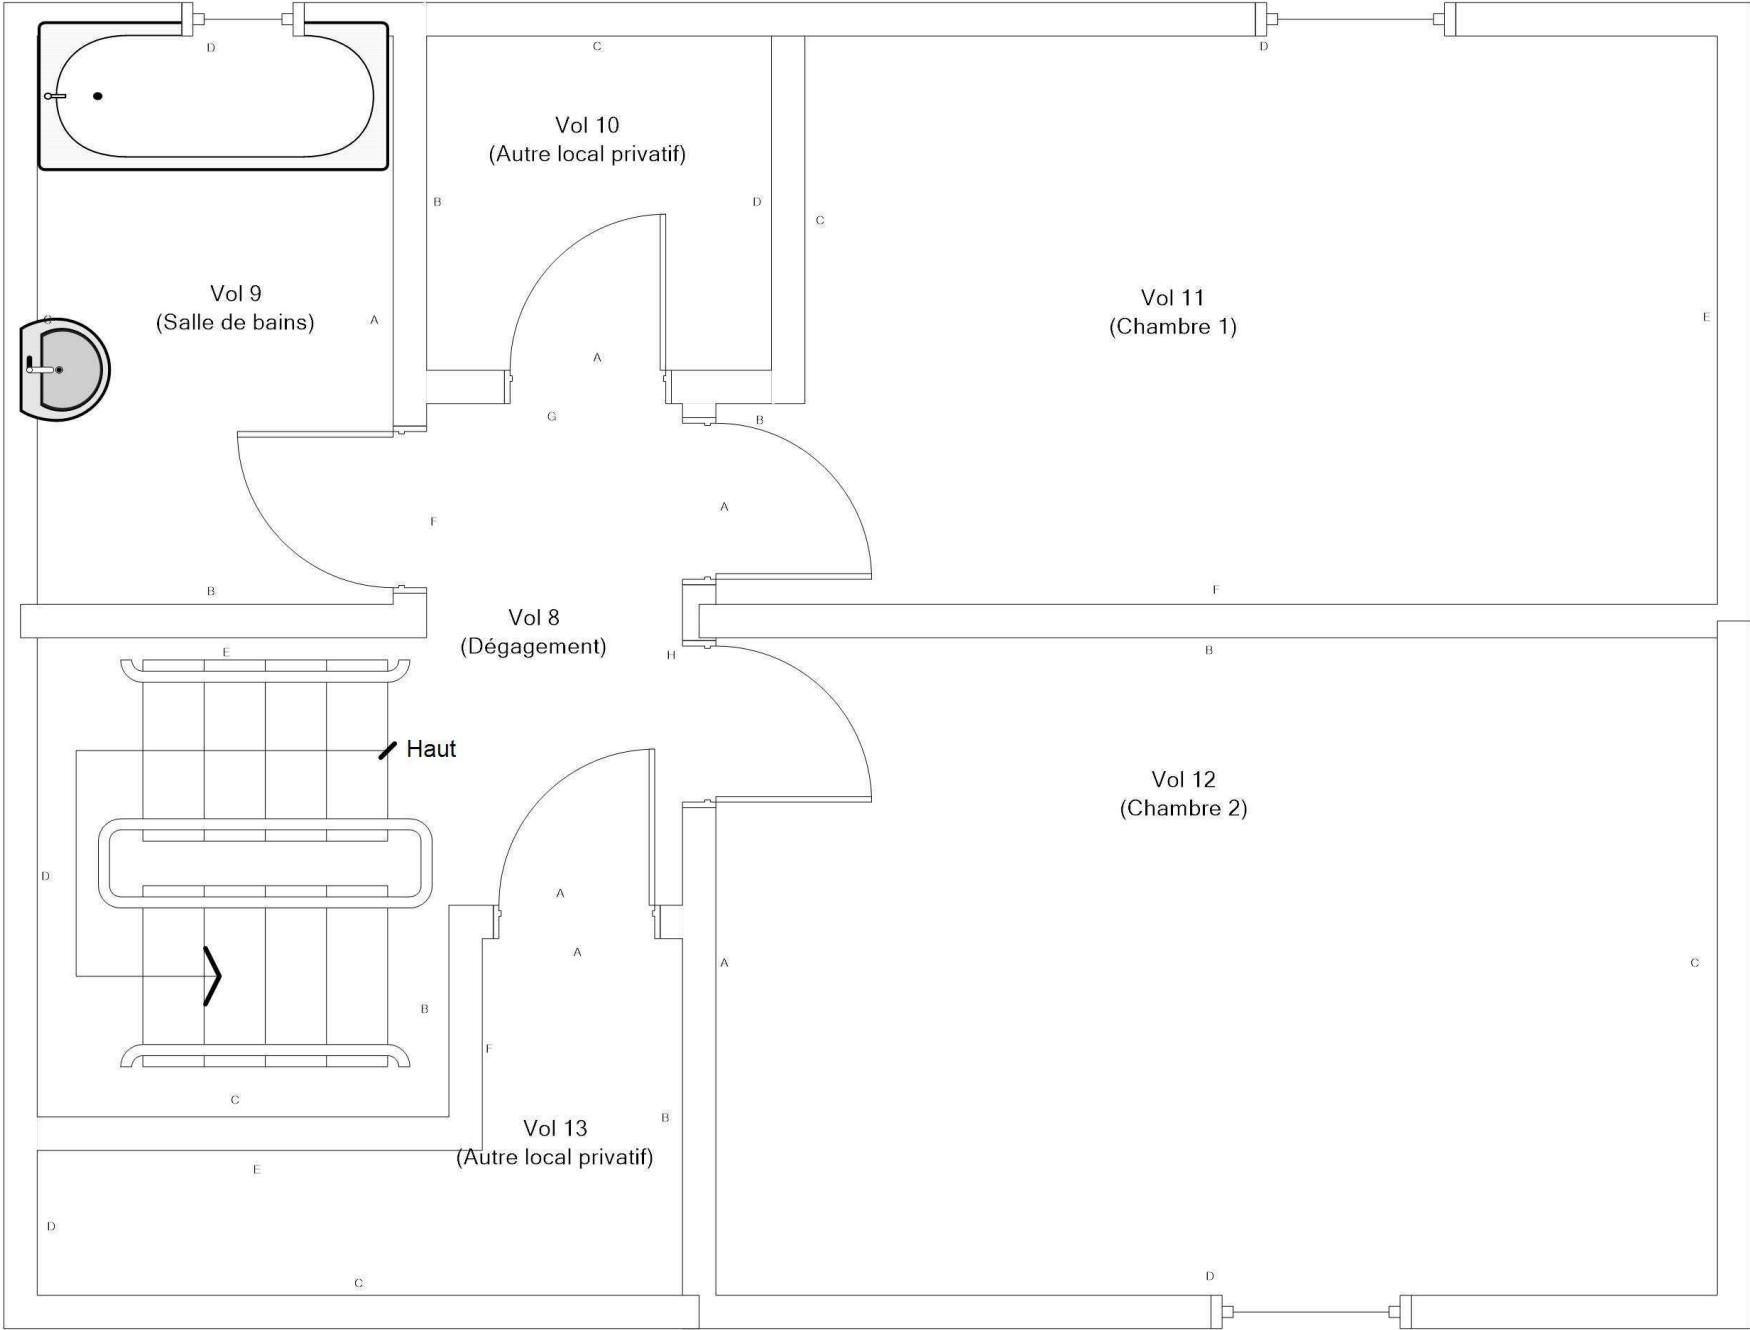 D
C
D
Vol 10
(Autre local privatif)
B
D
C
Vol 9
(Salle de bains)
C
A
Vol 11
(Chambre 1)
E
A
G
B
A
F
B
F
Vol 8
(Dégagement)
E
H
B
Haut
Vol 12
(Chambre 2)
D
A
A
A
C
B
F
C
B
Vol 13
(Autre local privatif)
E
D
C
D